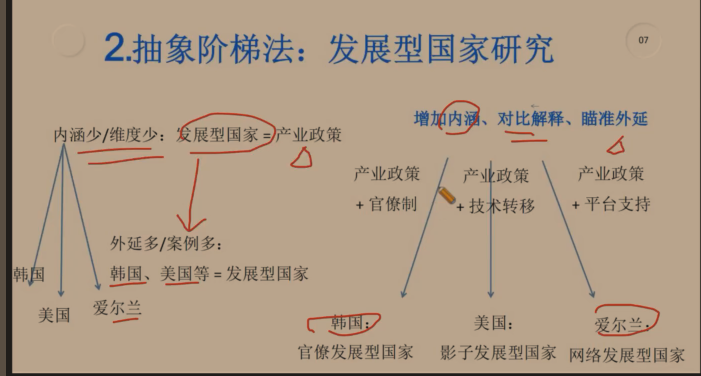 2.抽象阶梯法：发展型国家研究
07
内涵少/维度少：发展型国家=产业政策
外延多/案例多：
韩国、美国等=发展型国家
韩国
美国
爱尔兰
增加内涵、对比解释、瞄准外延
产业政策
+官僚制
产业政策
+技术转移
产业政策
+平台支持
韩国：
官僚发展型国家
美国：
影子发展型国家
爱尔兰：
网络发展型国家